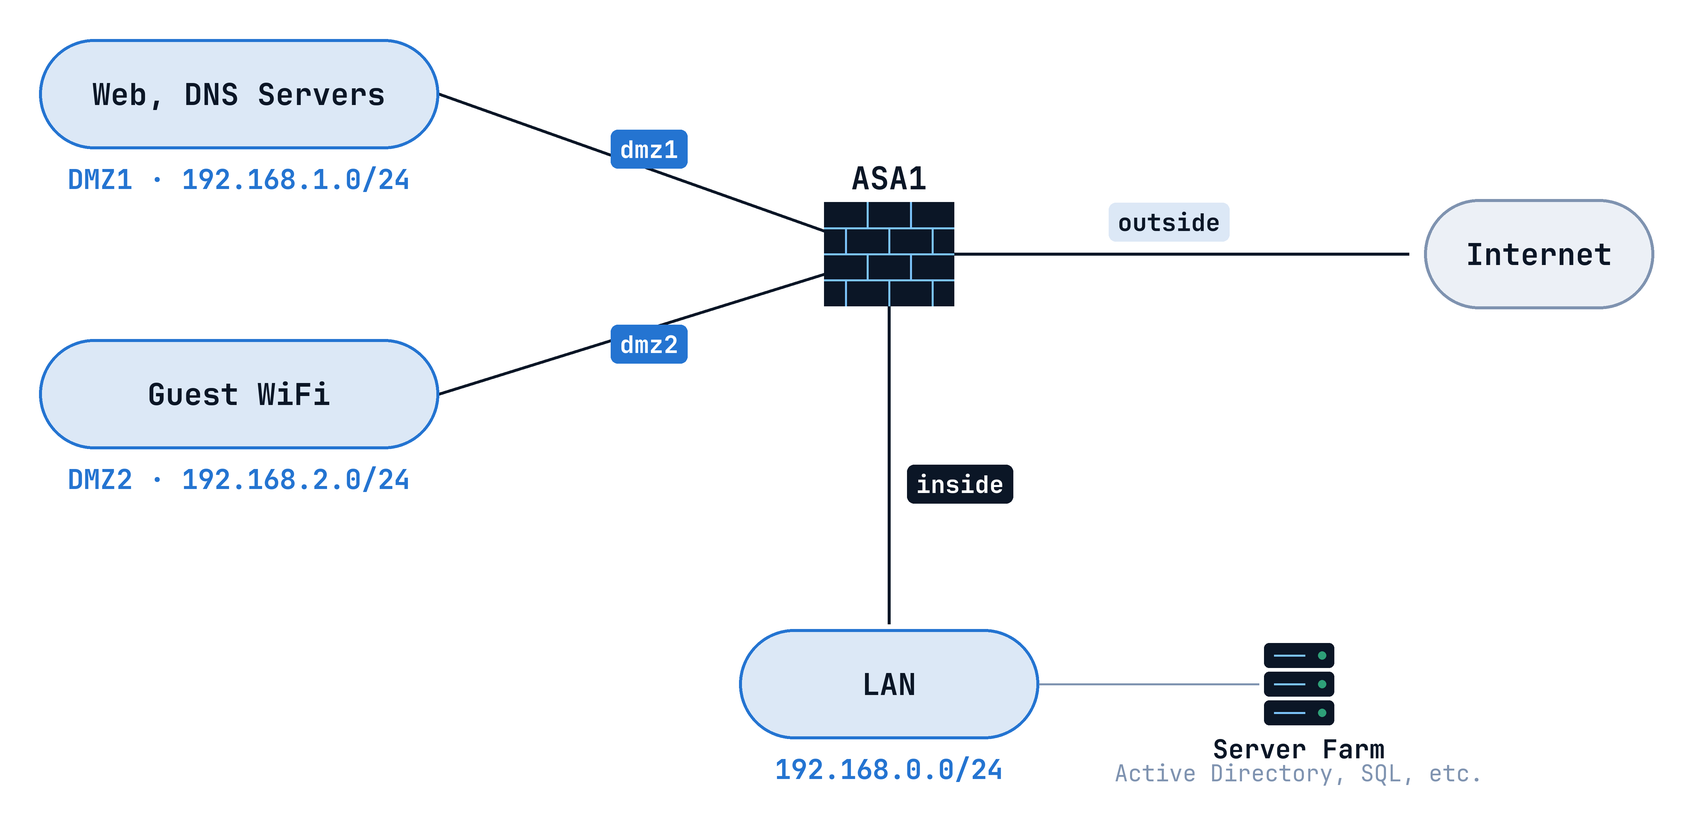 Web, DNS Servers
DMZ1 · 192.168.1.0/24
dmz1
ASA1
outside
Internet
dmz2
Guest WiFi
DMZ2 · 192.168.2.0/24
inside
LAN
192.168.0.0/24
Server Farm
Active Directory, SQL, etc.